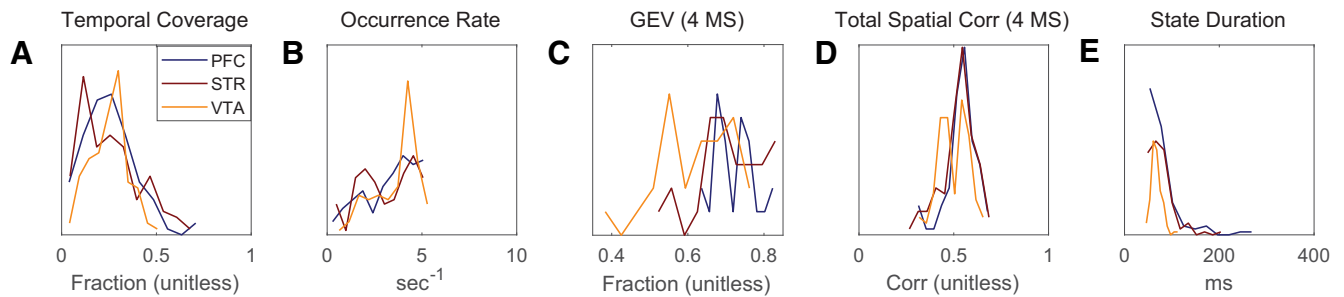 Temporal Coverage
Occurrence Rate
GEV (4 MS)
Total Spatial Corr (4 MS)
State Duration
A
B
C
D
E
PFC
STR
VTA
0 0.5 1
0 5 10
0.4 0.6 0.8
0 0.5 1
0 200 400
Fraction (unitless)
sec⁻¹
Fraction (unitless)
Corr (unitless)
ms